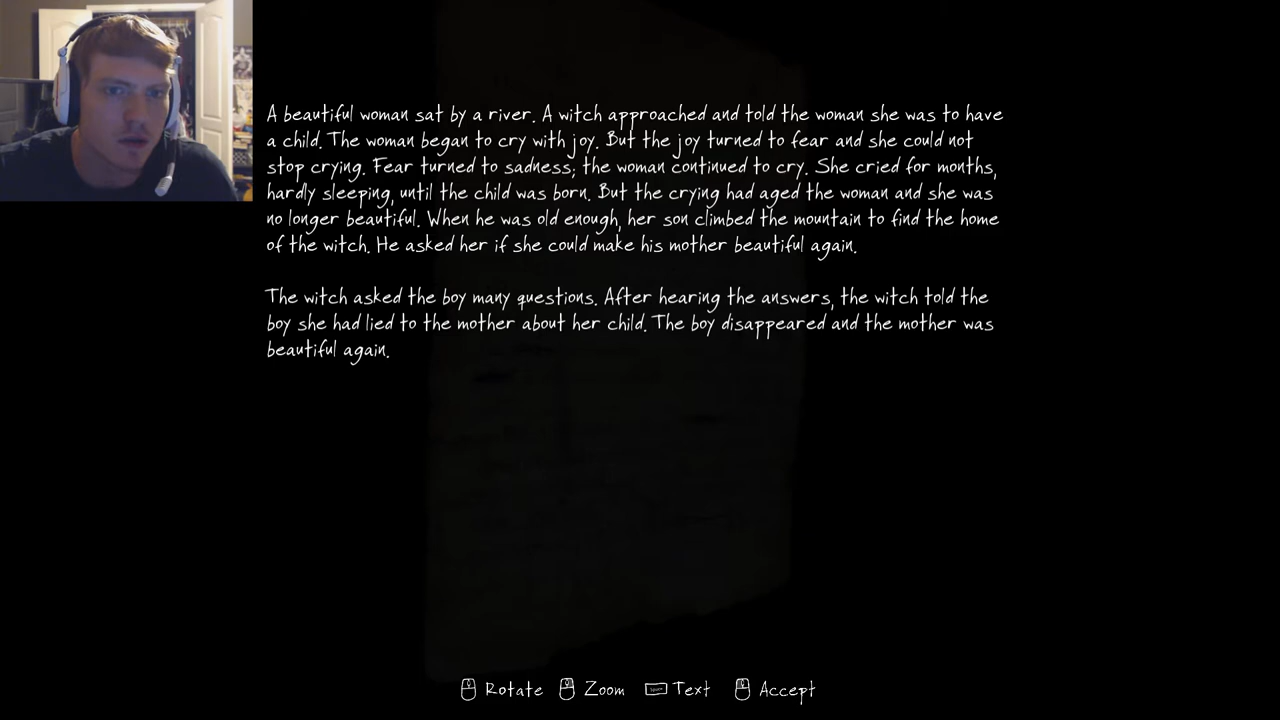 A beautiful woman sat by a river. A witch approached and told the woman she was to have
a child. The woman began to cry with joy. But the joy turned to fear and she could not
stop crying. Fear turned to sadness; the woman continued to cry. She cried for months,
hardly sleeping, until the child was born. But the crying had aged the woman and she was
no longer beautiful. When he was old enough, her son climbed the mountain to find the home
of the witch. He asked her if she could make his mother beautiful again.
The witch asked the boy many questions. After hearing the answers, the witch told the
boy she had lied to the mother about her child. The boy disappeared and the mother was
beautiful again.
Rotate Zoom Text Accept